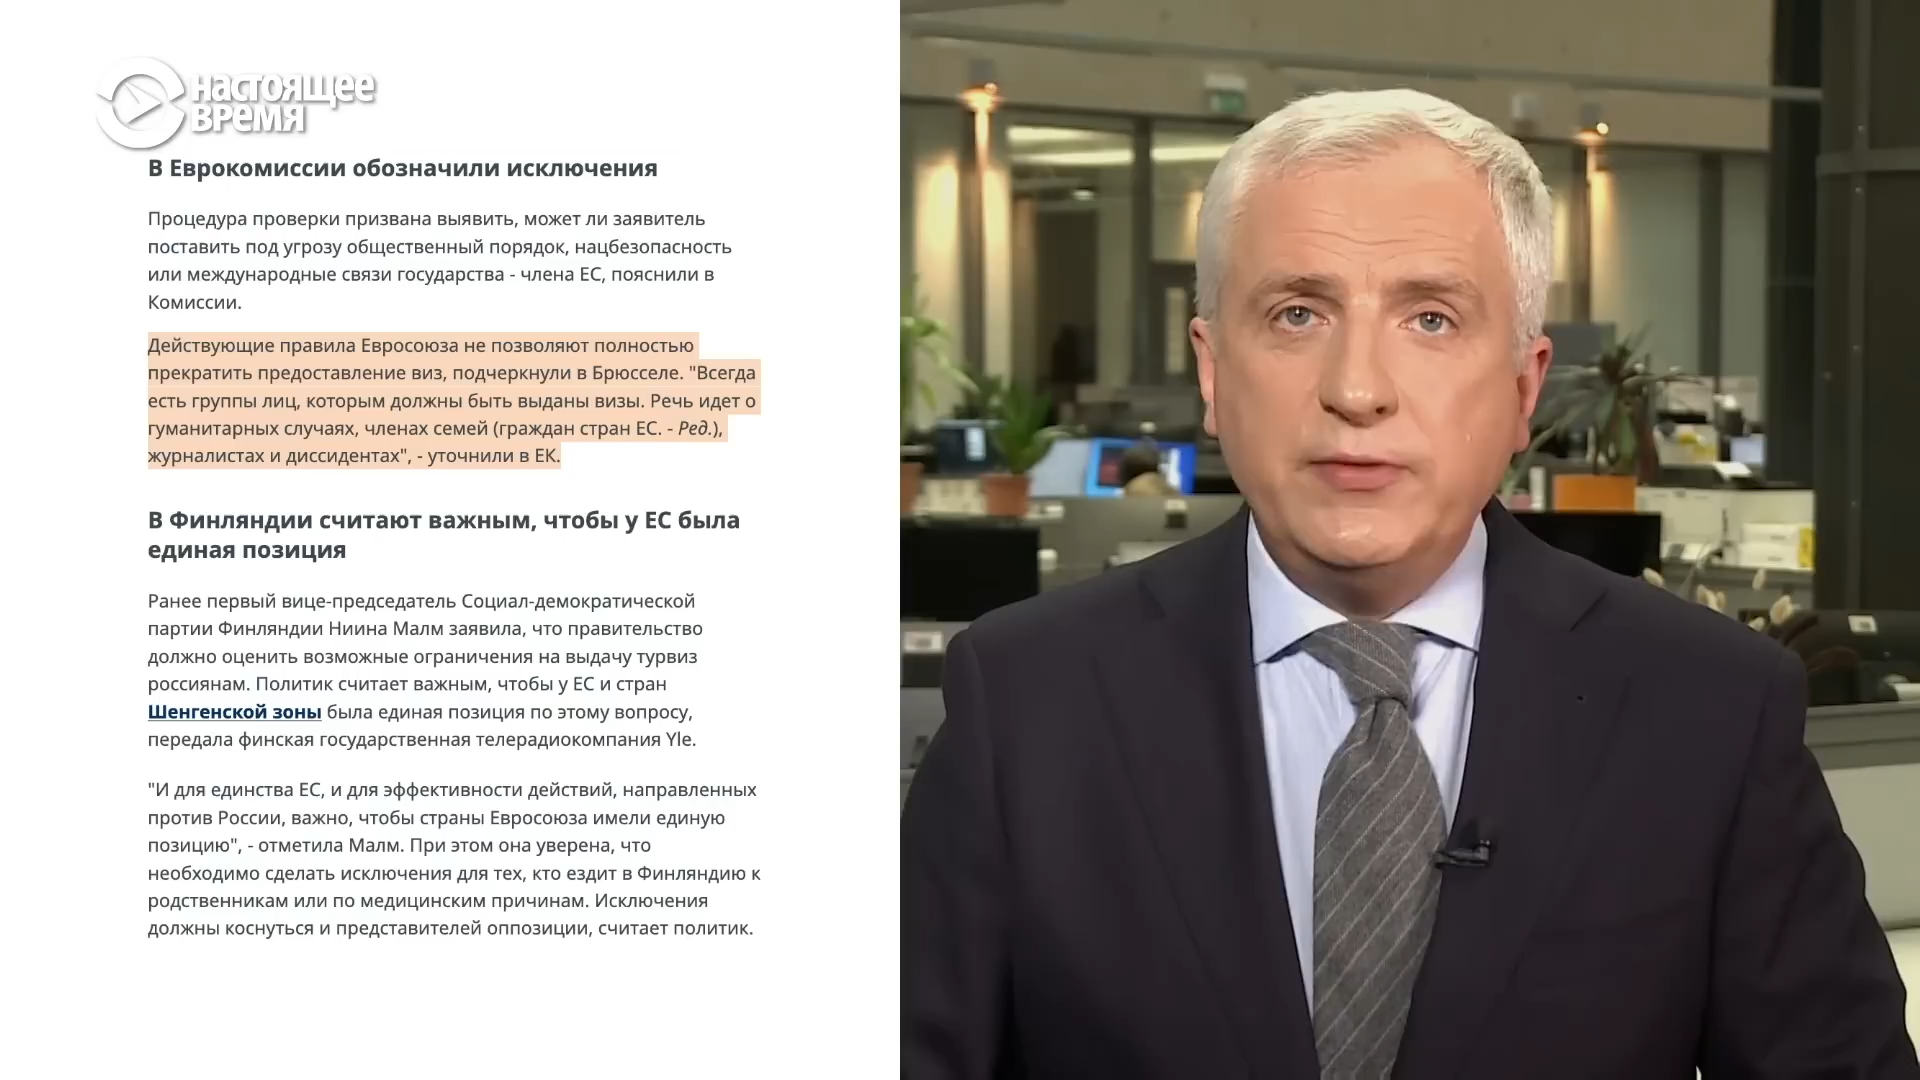 настоящее
время
В Еврокомиссии обозначили исключения
Процедура проверки призвана выявить, может ли заявитель
поставить под угрозу общественный порядок, нацбезопасность
или международные связи государства - члена ЕС, пояснили в
Комиссии.
Действующие правила Евросоюза не позволяют полностью
прекратить предоставление виз, подчеркнули в Брюсселе. "Всегда
есть группы лиц, которым должны быть выданы визы. Речь идет о
гуманитарных случаях, членах семей (граждан стран ЕС. - Ред.),
журналистах и диссидентах", - уточнили в ЕК.
В Финляндии считают важным, чтобы у ЕС была
единая позиция
Ранее первый вице-председатель Социал-демократической
партии Финляндии Ниина Малм заявила, что правительство
должно оценить возможные ограничения на выдачу турвиз
россиянам. Политик считает важным, чтобы у ЕС и стран
Шенгенской зоны была единая позиция по этому вопросу,
передала финская государственная телерадиокомпания Yle.
"И для единства ЕС, и для эффективности действий, направленных
против России, важно, чтобы страны Евросоюза имели единую
позицию", - отметила Малм. При этом она уверена, что
необходимо сделать исключения для тех, кто ездит в Финляндию к
родственникам или по медицинским причинам. Исключения
должны коснуться и представителей оппозиции, считает политик.